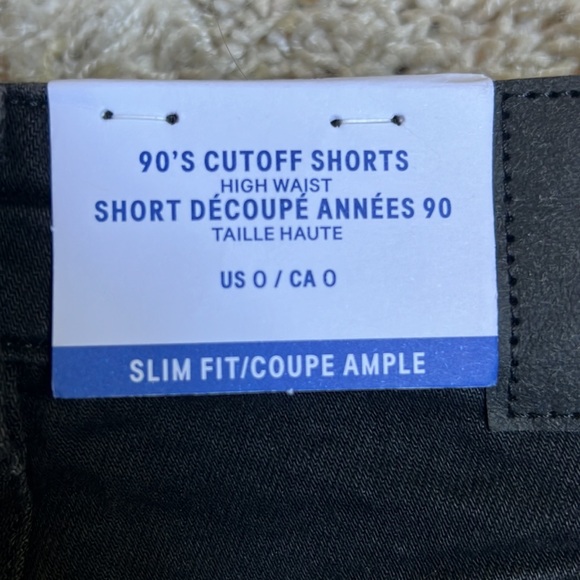 90'S CUTOFF SHORTS
HIGH WAIST
SHORT DÉCOUPÉ ANNÉES 90
TAILLE HAUTE
US 0 / CA 0
SLIM FIT/COUPE AMPLE